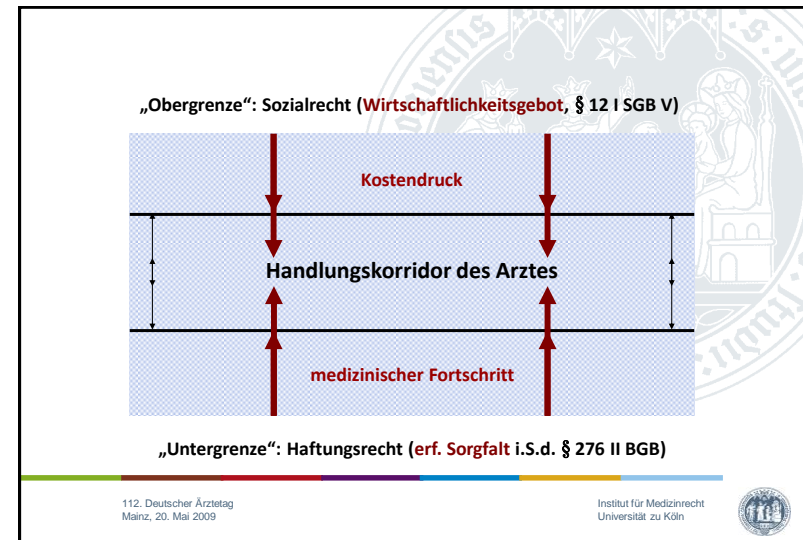 „Obergrenze“: Sozialrecht (Wirtschaftlichkeitsgebot, § 12 I SGB V)
Kostendruck
Handlungskorridor des Arztes
medizinischer Fortschritt
„Untergrenze“: Haftungsrecht (erf. Sorgfalt i.S.d. § 276 II BGB)
112. Deutscher Ärztetag
Mainz, 20. Mai 2009
Institut für Medizinrecht
Universität zu Köln